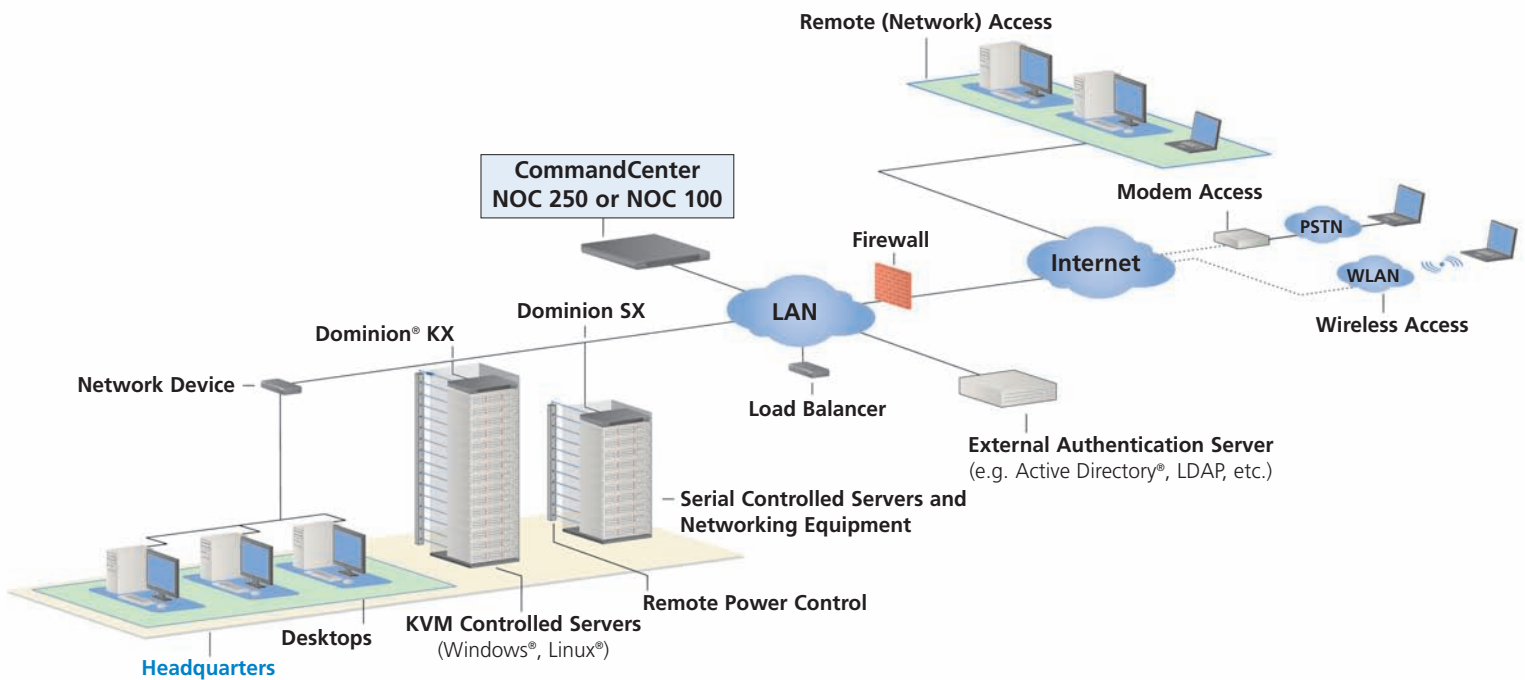 Remote (Network) Access
CommandCenter
NOC 250 or NOC 100
Modem Access
PSTN
Firewall
Internet
WLAN
Wireless Access
LAN
Dominion SX
Dominion® KX
Network Device
Load Balancer
External Authentication Server
(e.g. Active Directory®, LDAP, etc.)
Serial Controlled Servers and
Networking Equipment
Remote Power Control
KVM Controlled Servers
(Windows®, Linux®)
Desktops
Headquarters